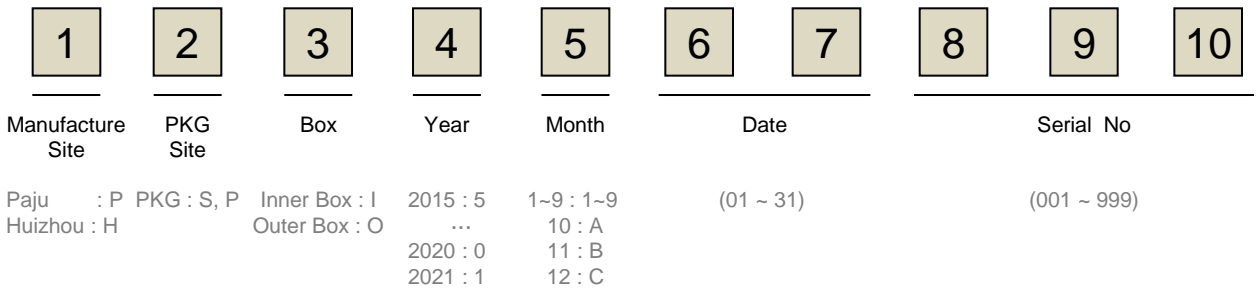 1 2 3 4 5 6 7 8 9 10
Manufacture Site PKG Site Box Year Month Date Serial No
Paju : P PKG : S, P Inner Box : I 2015 : 5 1~9 : 1~9 (01 ~ 31) (001 ~ 999)
Huizhou : H Outer Box : O ... 10 : A
2020 : 0 11 : B
2021 : 1 12 : C